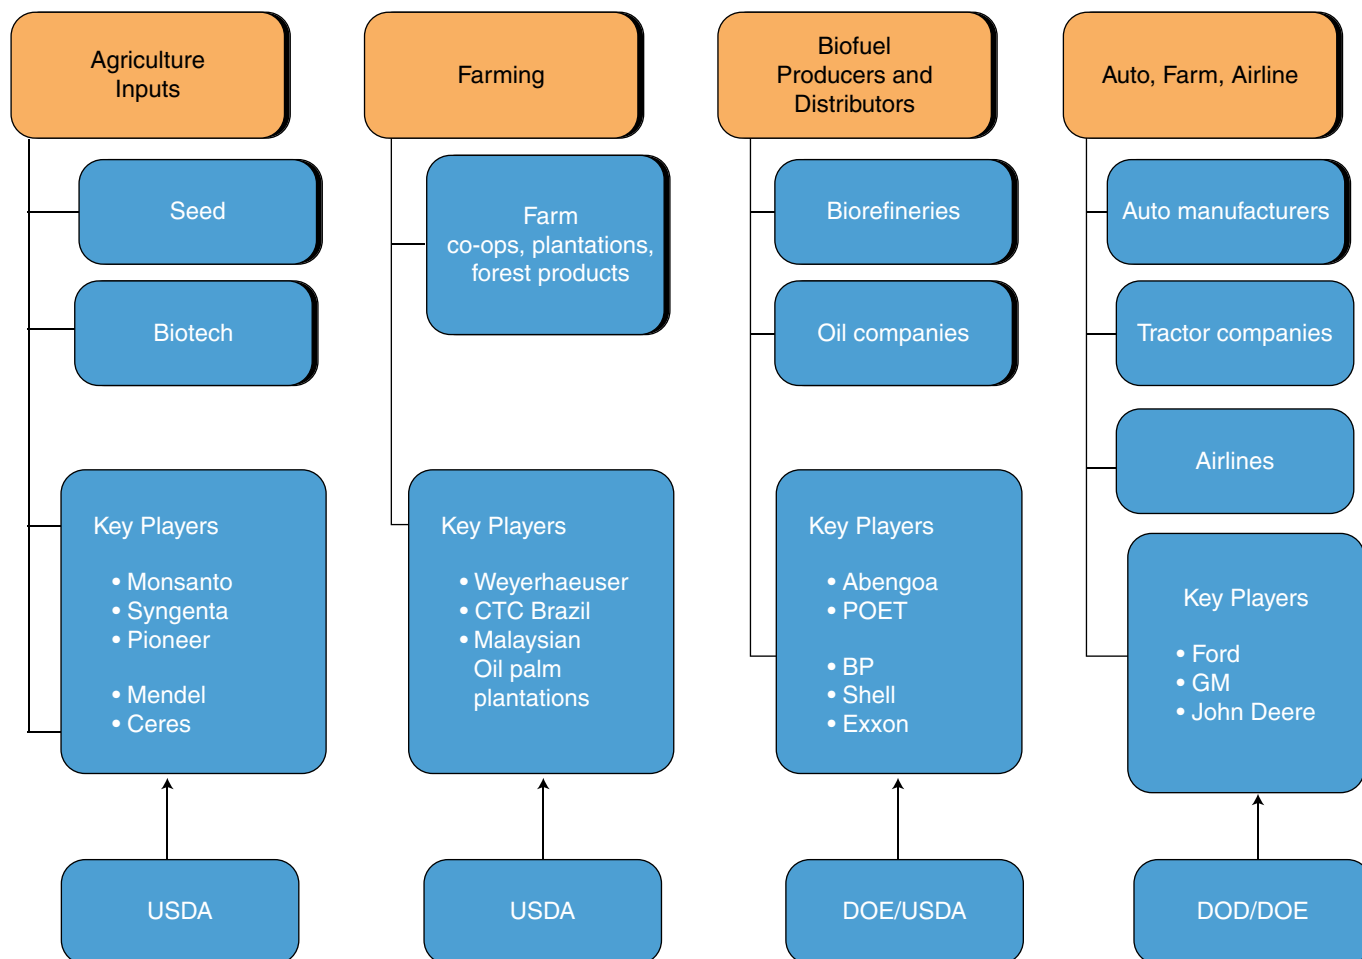 Agriculture
Inputs
Seed
Biotech
Key Players
• Monsanto
• Syngenta
• Pioneer
• Mendel
• Ceres
USDA
Farming
Farm
co-ops, plantations,
forest products
Key Players
• Weyerhaeuser
• CTC Brazil
• Malaysian
Oil palm
plantations
USDA
Biofuel
Producers and
Distributors
Biorefineries
Oil companies
Key Players
• Abengoa
• POET
• BP
• Shell
• Exxon
DOE/USDA
Auto, Farm, Airline
Auto manufacturers
Tractor companies
Airlines
Key Players
• Ford
• GM
• John Deere
DOD/DOE